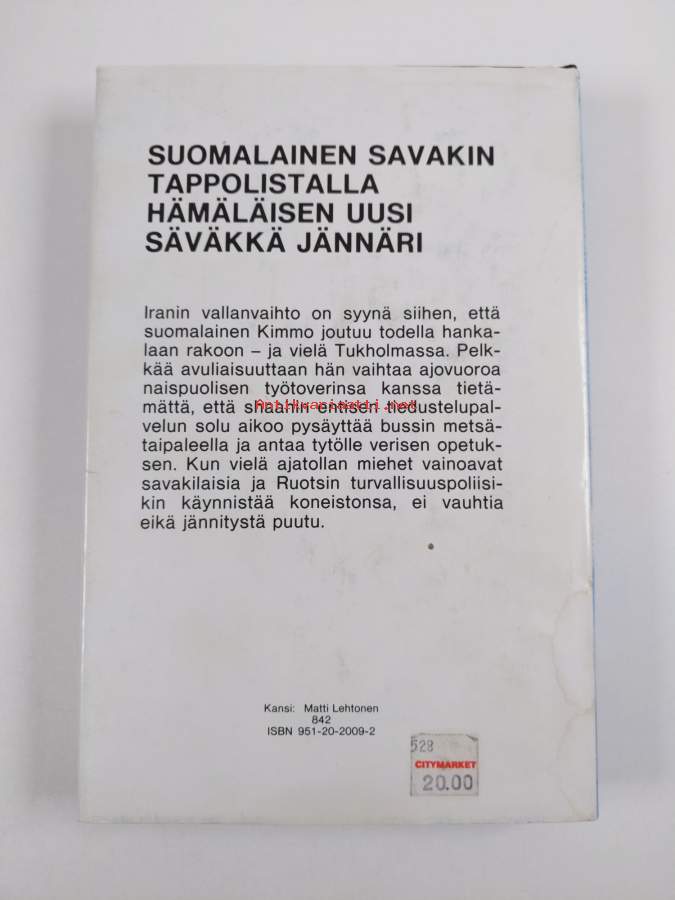 SUOMALAINEN SAVAKIN
TAPPOLISTALLA
HÄMÄLÄISEN UUSI
SÄVÄKKÄ JÄNNÄRI
Iranin vallanvaihto on syynä siihen, että
suomalainen Kimmo joutuu todella hanka-
laan rakoon – ja vielä Tukholmassa. Pelk-
kää avuliaisuuttaan hän vaihtaa ajovuoroa
naispuolisen työtoverinsa kanssa tietä-
mättä, että shaahin entisen tiedustelupal-
Antikvariaatti.net
velun solu aikoo pysäyttää bussin metsä-
taipaleella ja antaa tytölle verisen opetuk-
sen. Kun vielä ajatollan miehet vainoavat
savakilaisia ja Ruotsin turvallisuuspoliisi-
kin käynnistää koneistonsa, ei vauhtia
eikä jännitystä puutu.
Kansi: Matti Lehtonen
842
ISBN 951-20-2009-2
528
CITYMARKET
20.00